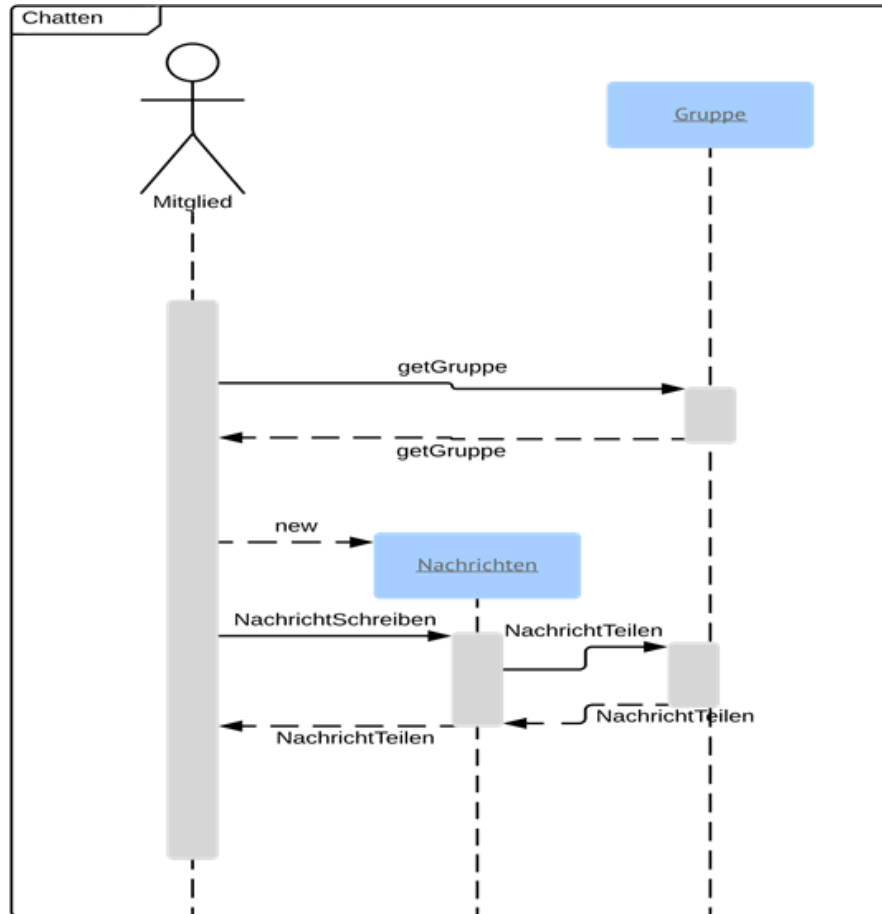 Chatten
Gruppe
Mitglied
getGruppe
getGruppe
new
Nachrichten
NachrichtSchreiben
NachrichtTeilen
NachrichtTeilen
NachrichtTeilen